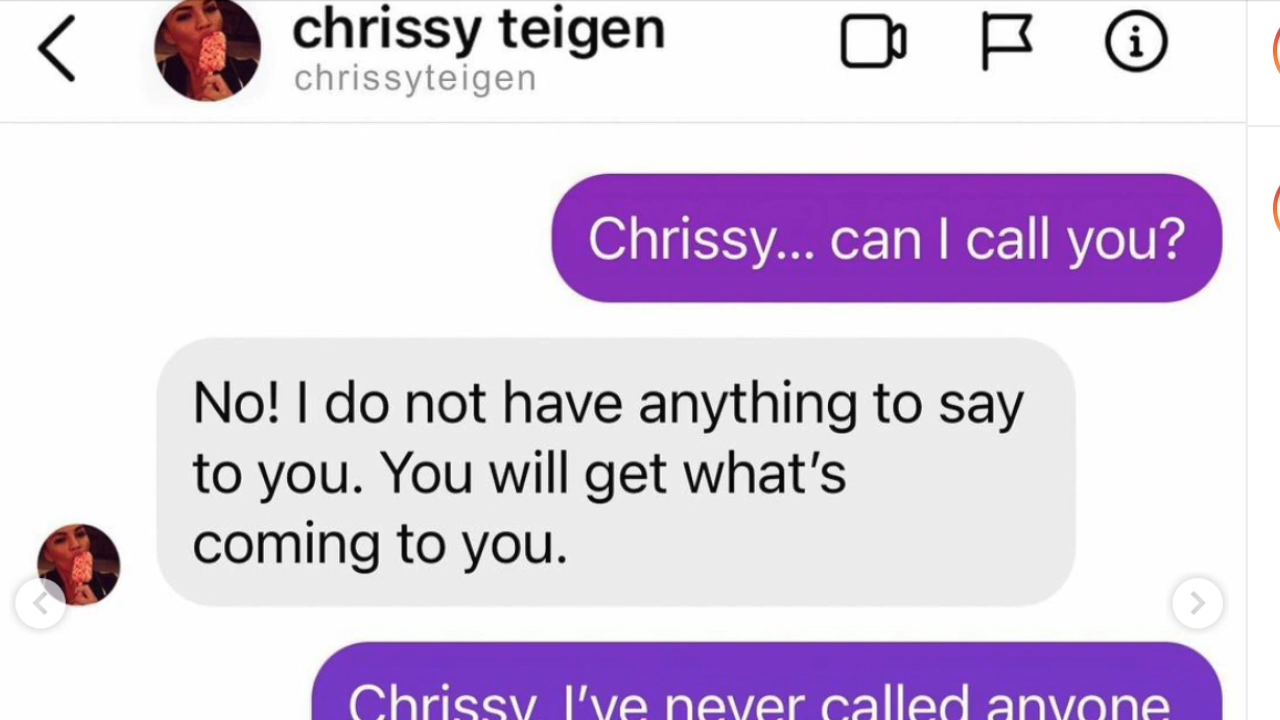 chrissy teigen
chrissyteigen
Chrissy... can I call you?
No! I do not have anything to say
to you. You will get what's
coming to you.
Chrissy, I've never called anyone